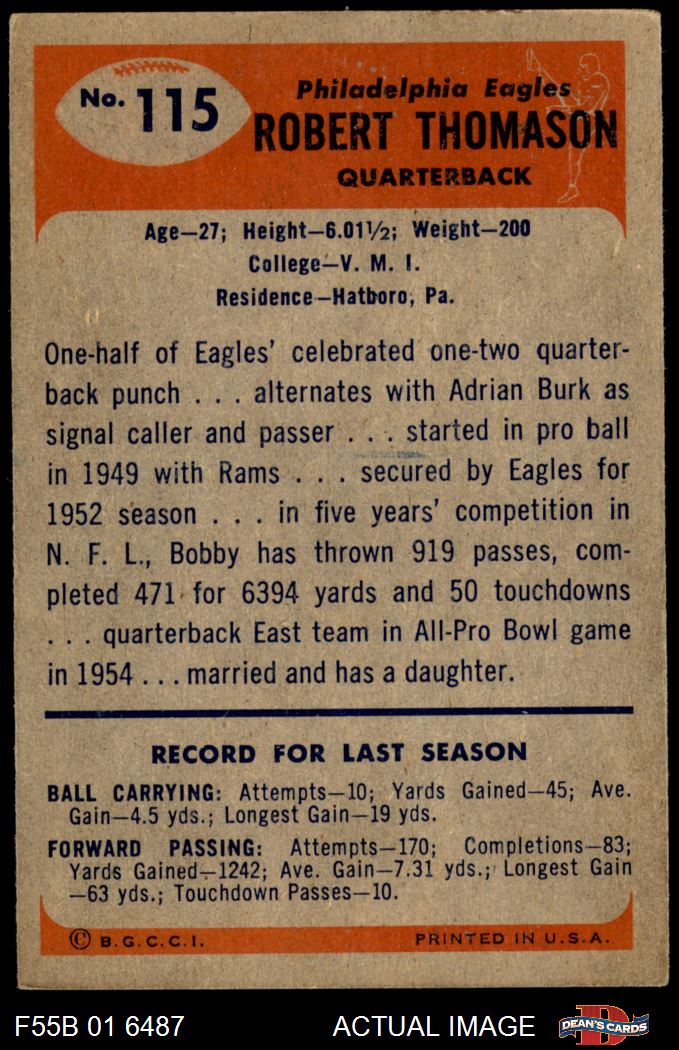 No. 115
Philadelphia Eagles
ROBERT THOMASON
QUARTERBACK
Age—27; Height—6.01½; Weight—200
College—V. M. I.
Residence—Hatboro, Pa.
One-half of Eagles' celebrated one-two quarter-
back punch . . . alternates with Adrian Burk as
signal caller and passer . . . started in pro ball
in 1949 with Rams . . . secured by Eagles for
1952 season . . . in five years' competition in
N. F. L., Bobby has thrown 919 passes, com-
pleted 471 for 6394 yards and 50 touchdowns
. . . quarterback East team in All-Pro Bowl game
in 1954 . . . married and has a daughter.
RECORD FOR LAST SEASON
BALL CARRYING: Attempts—10; Yards Gained—45; Ave.
Gain—4.5 yds.; Longest Gain—19 yds.
FORWARD PASSING: Attempts—170; Completions—83;
Yards Gained—1242; Ave. Gain—7.31 yds.; Longest Gain
—63 yds.; Touchdown Passes—10.
© B. G. C. C. I. PRINTED IN U. S. A.
F55B 01 6487 ACTUAL IMAGE DEAN'S CARDS